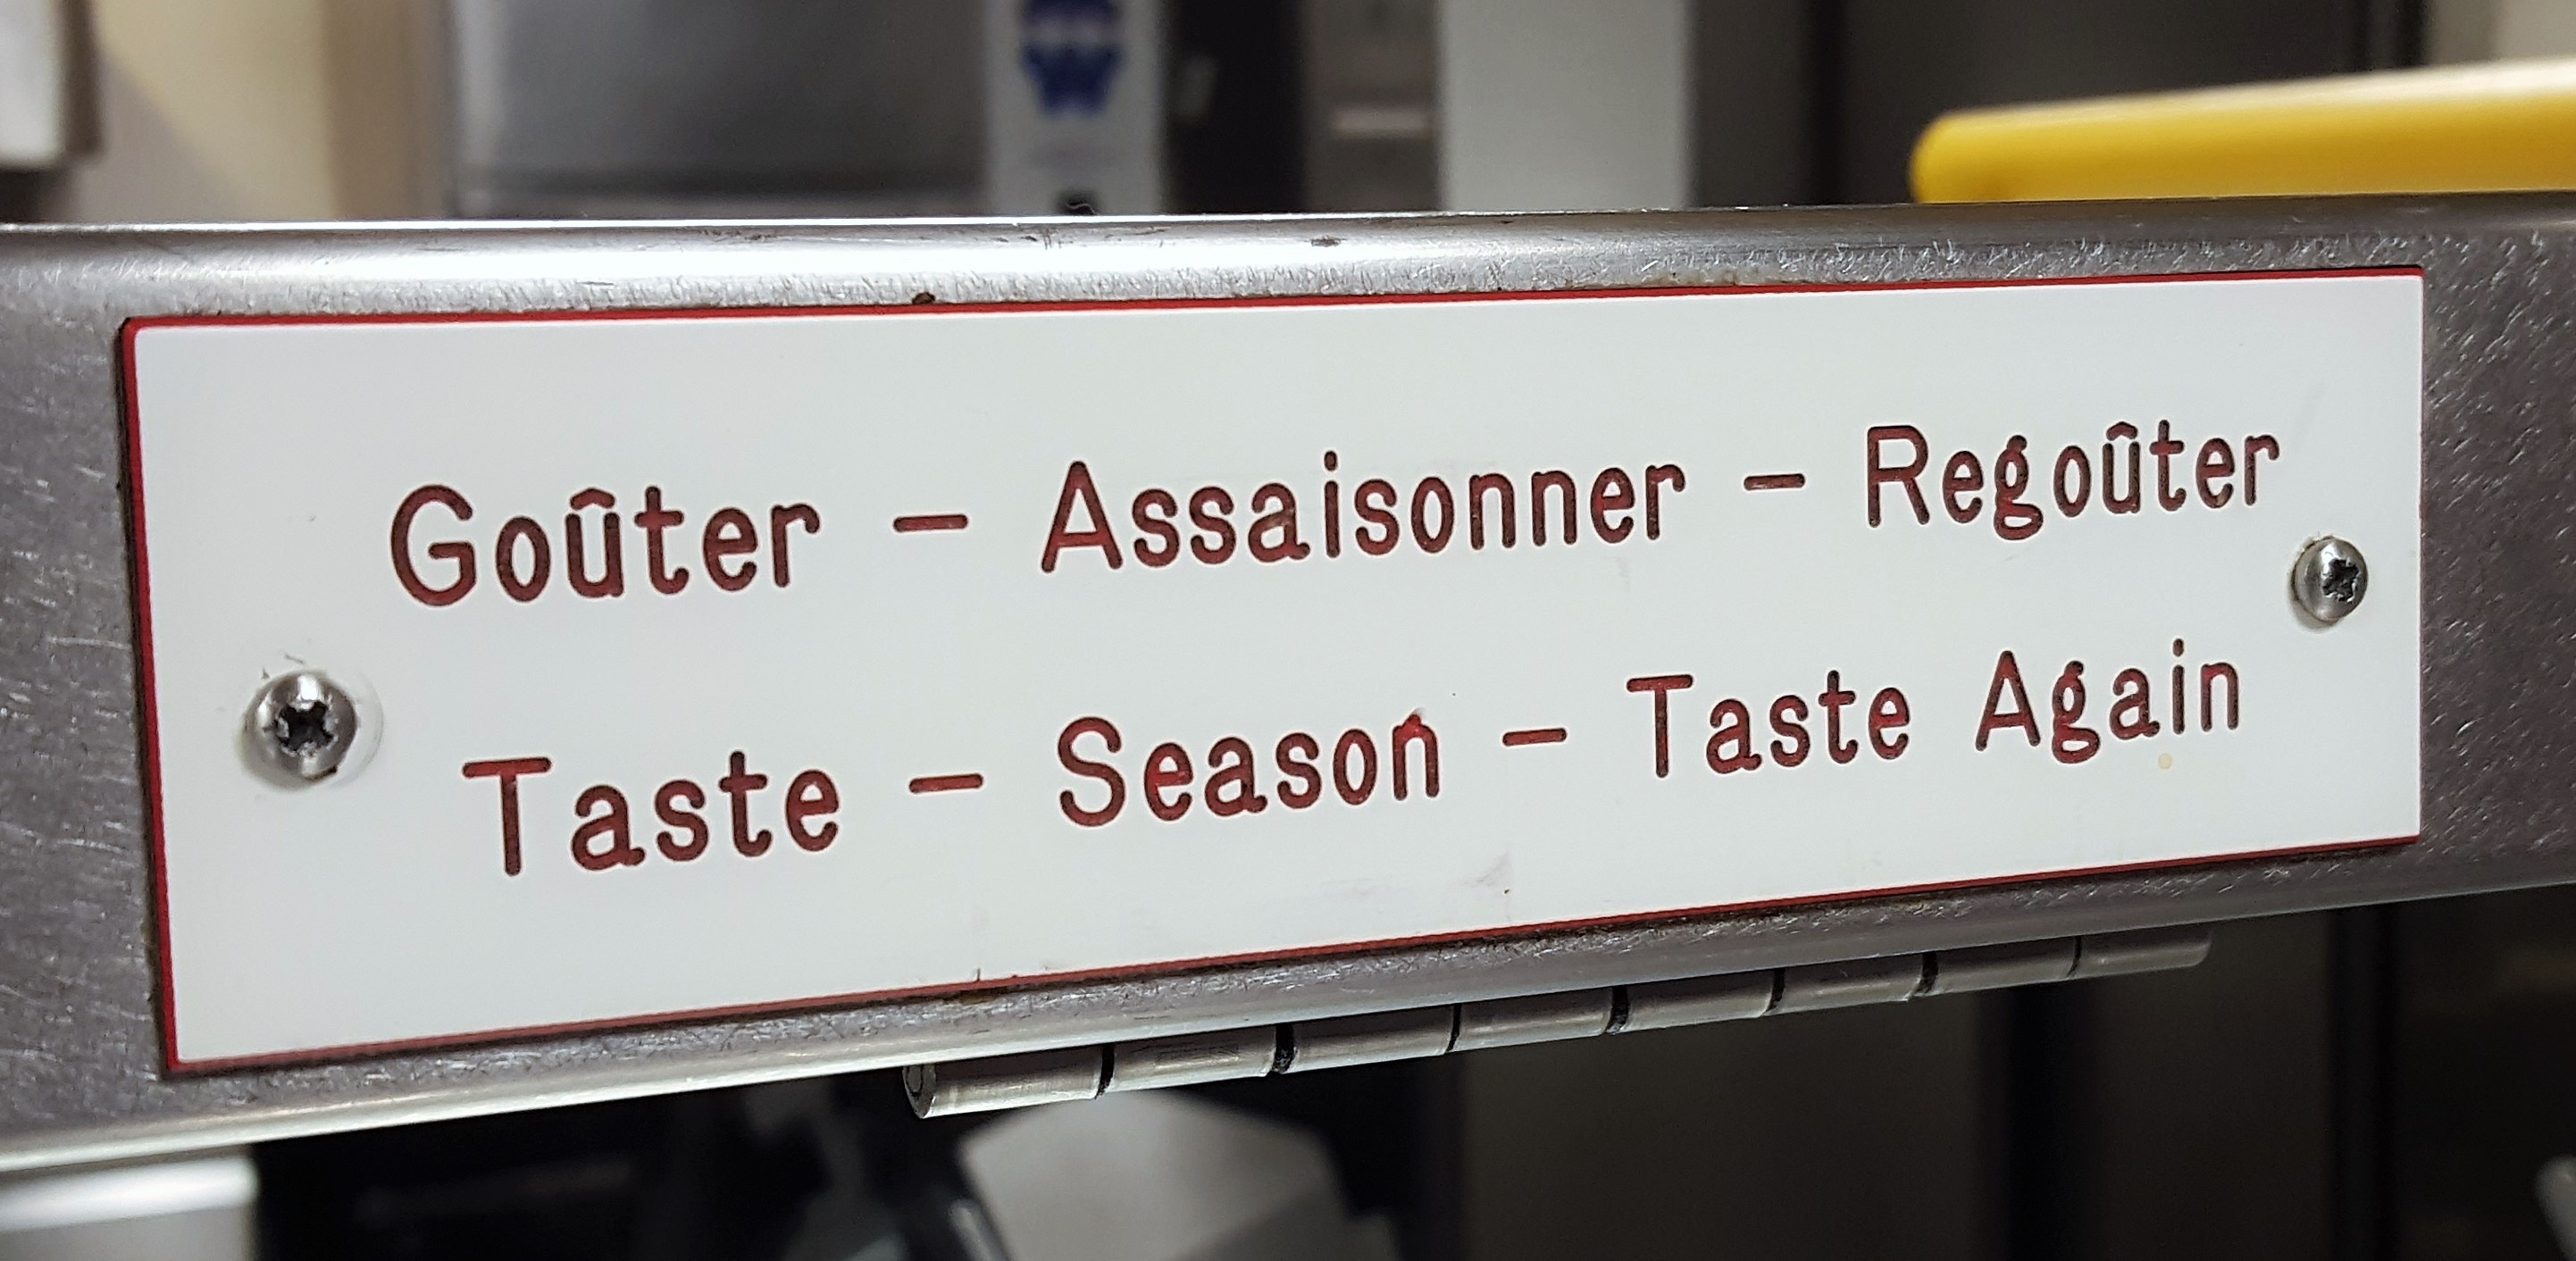 Goûter – Assaisonner – Regoûter
Taste – Season – Taste Again